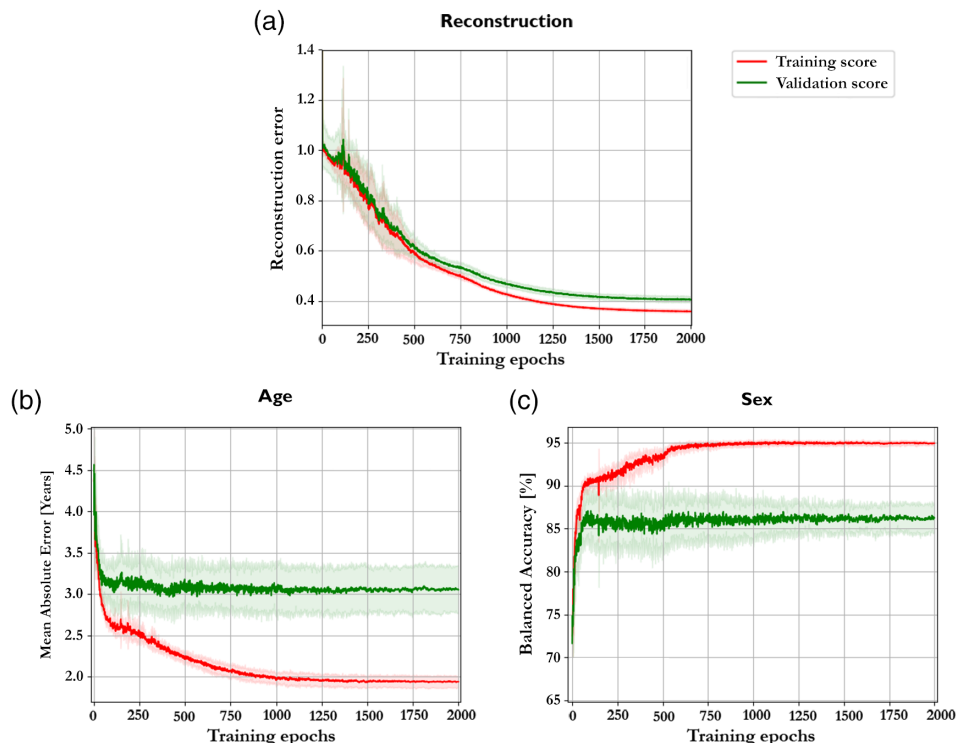 (a)
Reconstruction
Training score
Validation score
Reconstruction error
1.4
1.2
1.0
0.8
0.6
0.4
0 250 500 750 1000 1250 1500 1750 2000
Training epochs
(b)
Age
Mean Absolute Error [Years]
5.0
4.5
4.0
3.5
3.0
2.5
2.0
0 250 500 750 1000 1250 1500 1750 2000
Training epochs
(c)
Sex
Balanced Accuracy [%]
95
90
85
80
75
70
65
0 250 500 750 1000 1250 1500 1750 2000
Training epochs